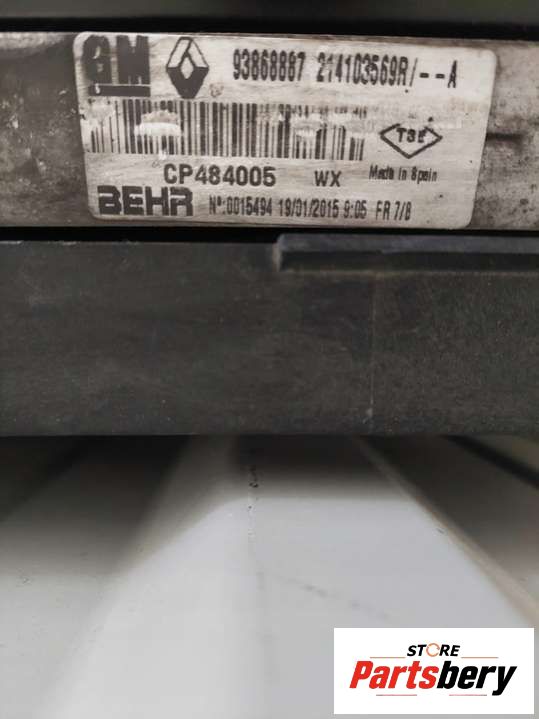 GM 93868887 214103569R/--A
TSE
CP484005 WX Made in Spain
BEHR Nº:0015494 19/01/2015 9:05 FR 7/8
STORE
Partsbery